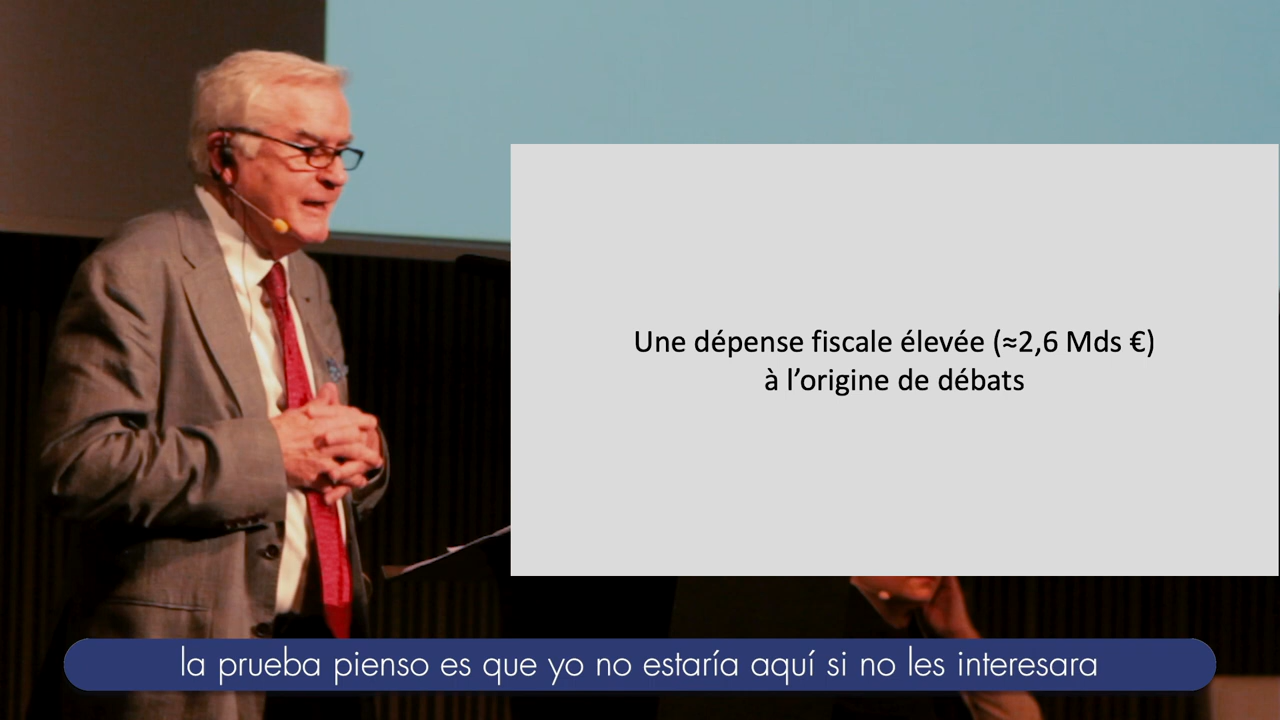 Une dépense fiscale élevée (≈2,6 Mds €)
à l’origine de débats
la prueba pienso es que yo no estaría aquí si no les interesara